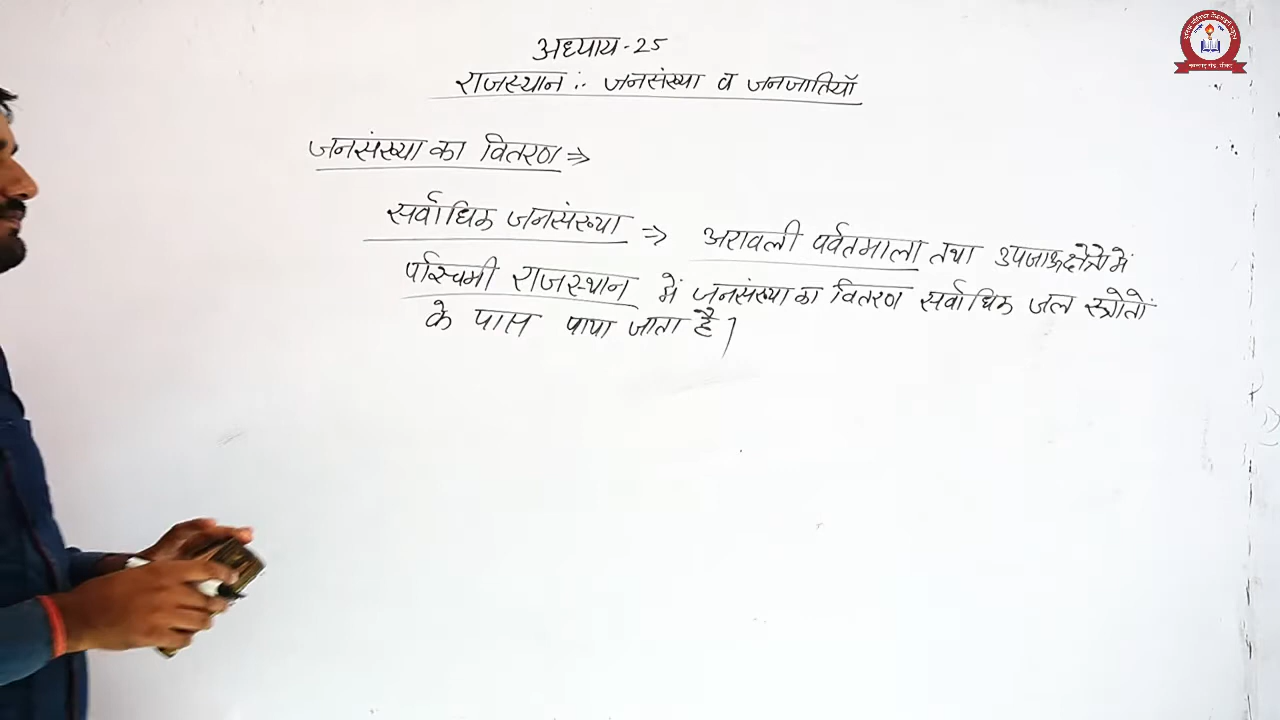 अध्याय-25
राजस्थान :- जनसंख्या व जनजातियाँ
जनसंख्या का वितरण ⇒
सर्वाधिक जनसंख्या ⇒ अरावली पर्वतमाला तथा उपजाऊ क्षेत्रो में
पश्चिमी राजस्थान में जनसंख्या का वितरण सर्वाधिक जल स्त्रोतों
के पास पाया जाता है।